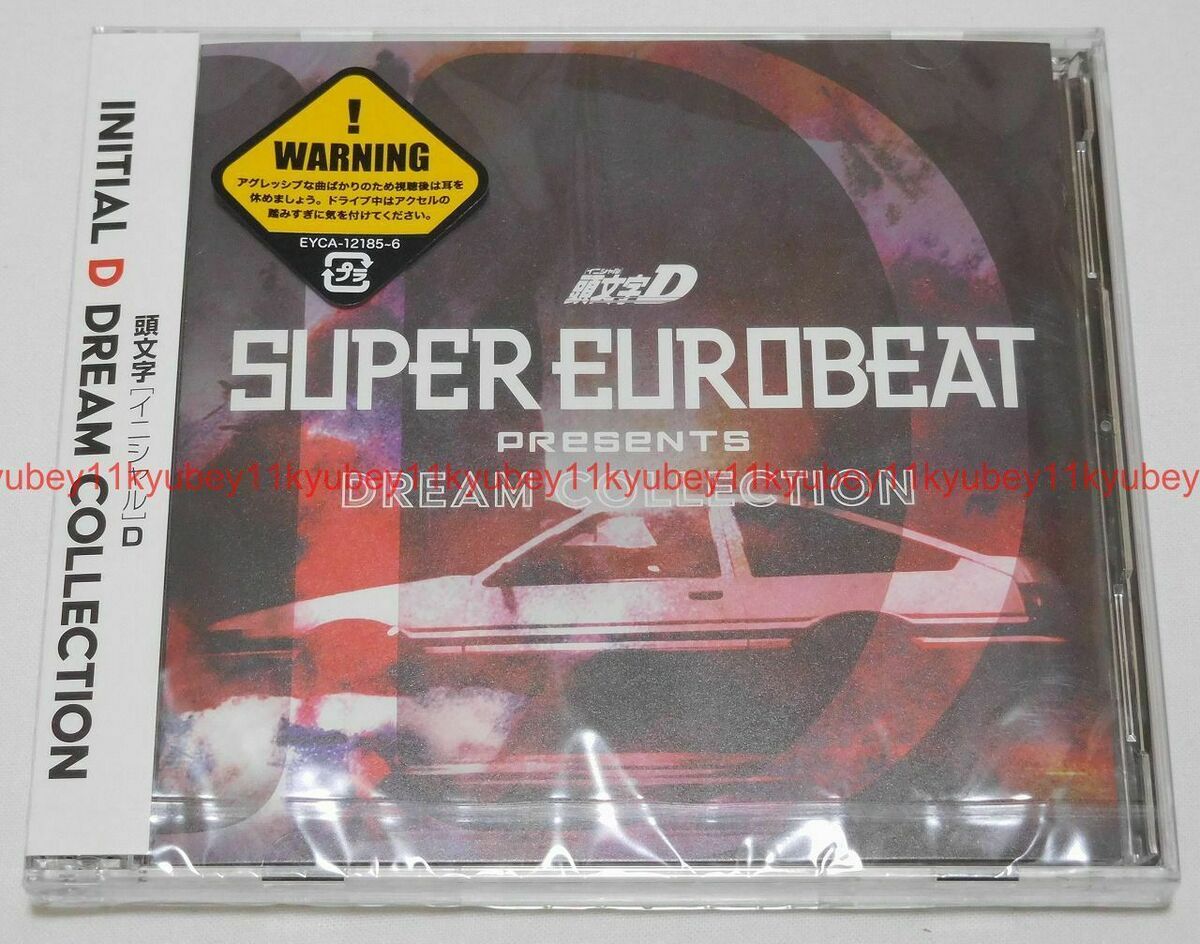 INITIAL D DREAM COLLECTION
頭文字[イニシャル]D
!
WARNING
アグレッシブな曲ばかりのため視聴後は耳を
休めましょう。ドライブ中はアクセルの
踏みすぎに気を付けてください。
EYCA-12185~6
プラ
イニシャル
頭文字D
SUPER EUROBEAT
PRESENTS
DREAM COLLECTION
kyubey11kyubey11kyubey11kyubey11kyubey11kyubey11kyubey